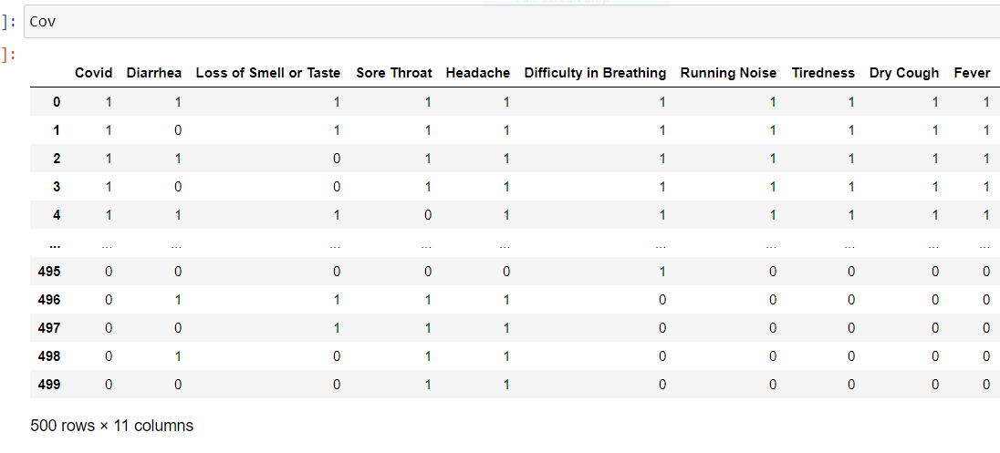 ]: Cov
]:
Covid Diarrhea Loss of Smell or Taste Sore Throat Headache Difficulty in Breathing Running Noise Tiredness Dry Cough Fever
0 1 1 1 1 1 1 1 1 1 1
1 1 0 1 1 1 1 1 1 1 1
2 1 1 0 1 1 1 1 1 1 1
3 1 0 0 1 1 1 1 1 1 1
4 1 1 1 0 1 1 1 1 1 1
... ... ... ... ... ... ... ... ... ... ...
495 0 0 0 0 0 1 0 0 0 0
496 0 1 1 1 1 0 0 0 0 0
497 0 0 1 1 1 0 0 0 0 0
498 0 1 0 1 1 0 0 0 0 0
499 0 0 0 1 1 0 0 0 0 0
500 rows × 11 columns